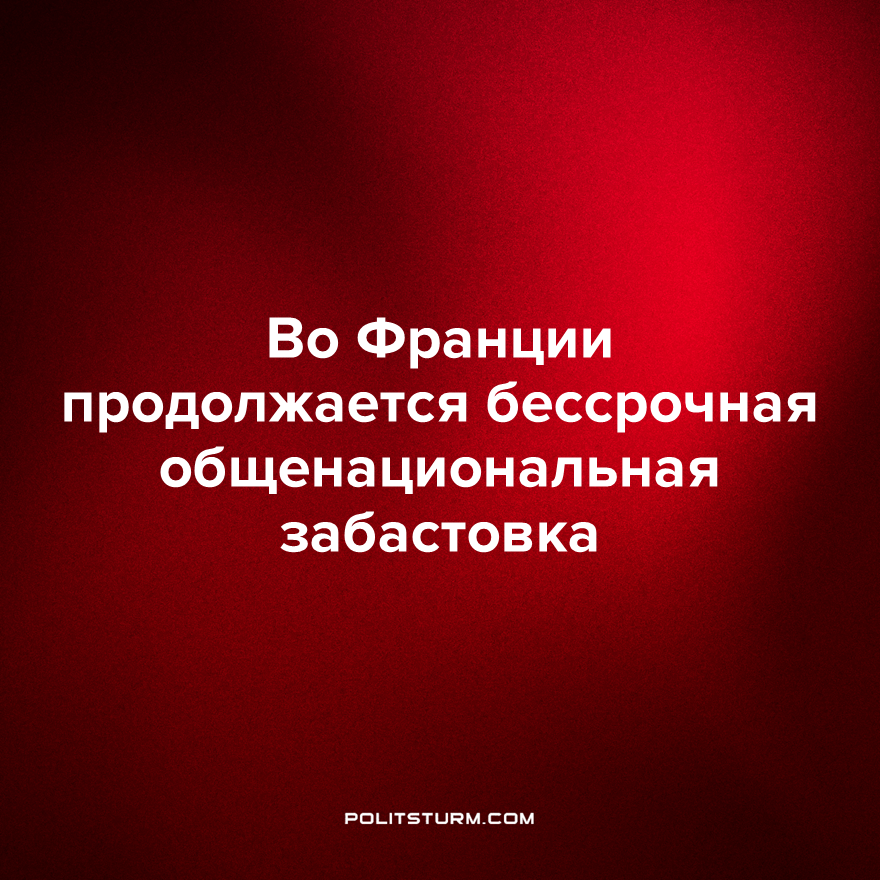 Во Франции
продолжается бессрочная
общенациональная
забастовка
POLITSTURM.COM